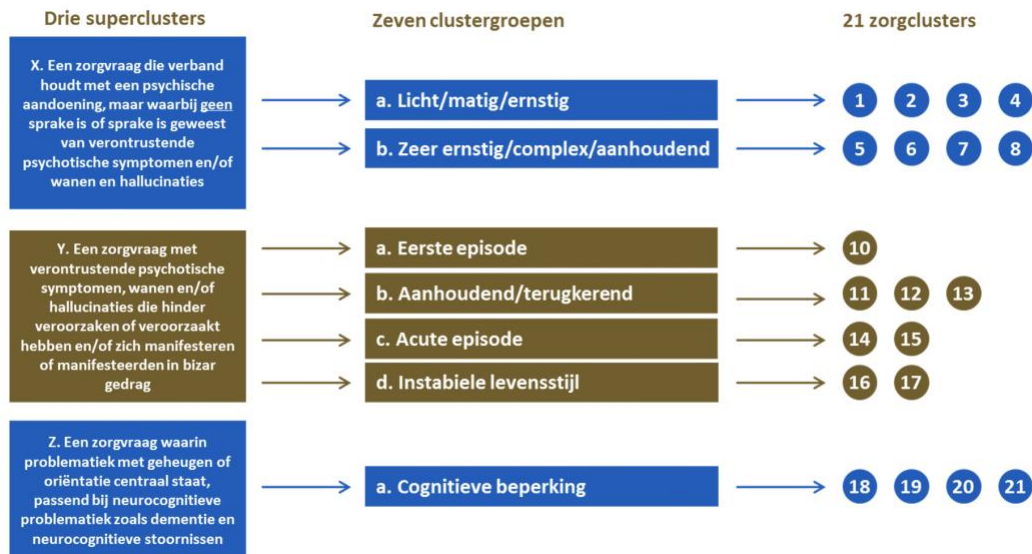 Drie superclusters
Zeven clustergroepen
21 zorgclusters
X. Een zorgvraag die verband
houdt met een psychische
aandoening, maar waarbij geen
sprake is of sprake is geweest
van verontrustende
psychotische symptomen en/of
wanen en hallucinaties
a. Licht/matig/ernstig
1 2 3 4
b. Zeer ernstig/complex/aanhoudend
5 6 7 8
Y. Een zorgvraag met
verontrustende psychotische
symptomen, wanen en/of
hallucinaties die hinder
veroorzaken of veroorzaakt
hebben en/of zich manifesteren
of manifesteerden in bizar
gedrag
a. Eerste episode
10
b. Aanhoudend/terugkerend
11 12 13
c. Acute episode
14 15
d. Instabiele levensstijl
16 17
Z. Een zorgvraag waarin
problematiek met geheugen of
oriëntatie centraal staat,
passend bij neurocognitieve
problematiek zoals dementie en
neurocognitieve stoornissen
a. Cognitieve beperking
18 19 20 21